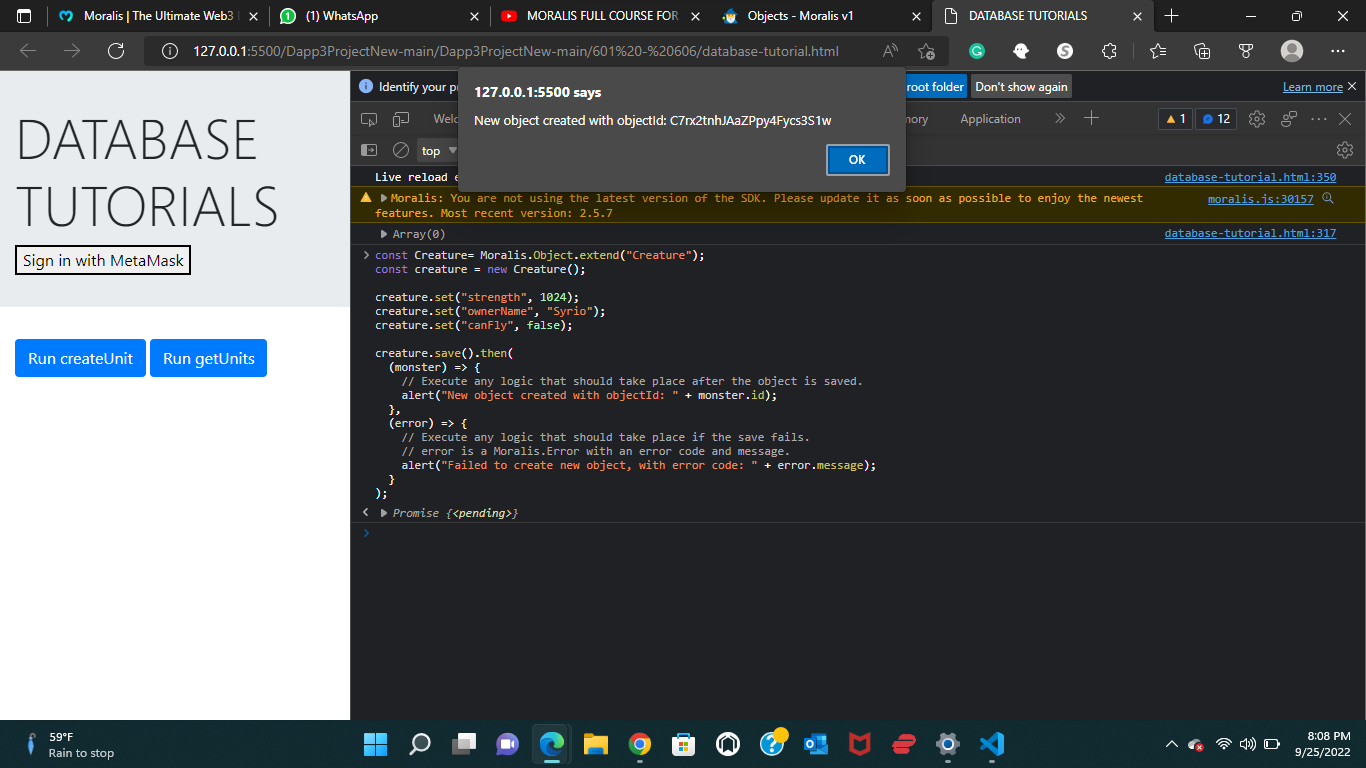 Moralis | The Ultimate Web3
(1) WhatsApp
MORALIS FULL COURSE FOR
Objects - Moralis v1
DATABASE TUTORIALS
127.0.0.1:5500/Dapp3ProjectNew-main/Dapp3ProjectNew-main/601%20-%20606/database-tutorial.html
DATABASE
TUTORIALS
Sign in with MetaMask
Run createUnit
Run getUnits
127.0.0.1:5500 says
New object created with objectId: C7rx2tnhJAaZPpy4Fycs3S1w
OK
Identify your p
root folder
Don't show again
Learn more
Welc
mory
Application
1
12
top
Live reload e
database-tutorial.html:350
Moralis: You are not using the latest version of the SDK. Please update it as soon as possible to enjoy the newest
features. Most recent version: 2.5.7
moralis.js:30157
Array(0)
database-tutorial.html:317
const Creature= Moralis.Object.extend("Creature");
const creature = new Creature();
creature.set("strength", 1024);
creature.set("ownerName", "Syrio");
creature.set("canFly", false);
creature.save().then(
(monster) => {
// Execute any logic that should take place after the object is saved.
alert("New object created with objectId: " + monster.id);
},
(error) => {
// Execute any logic that should take place if the save fails.
// error is a Moralis.Error with an error code and message.
alert("Failed to create new object, with error code: " + error.message);
}
);
Promise {<pending>}
59°F
Rain to stop
8:08 PM
9/25/2022